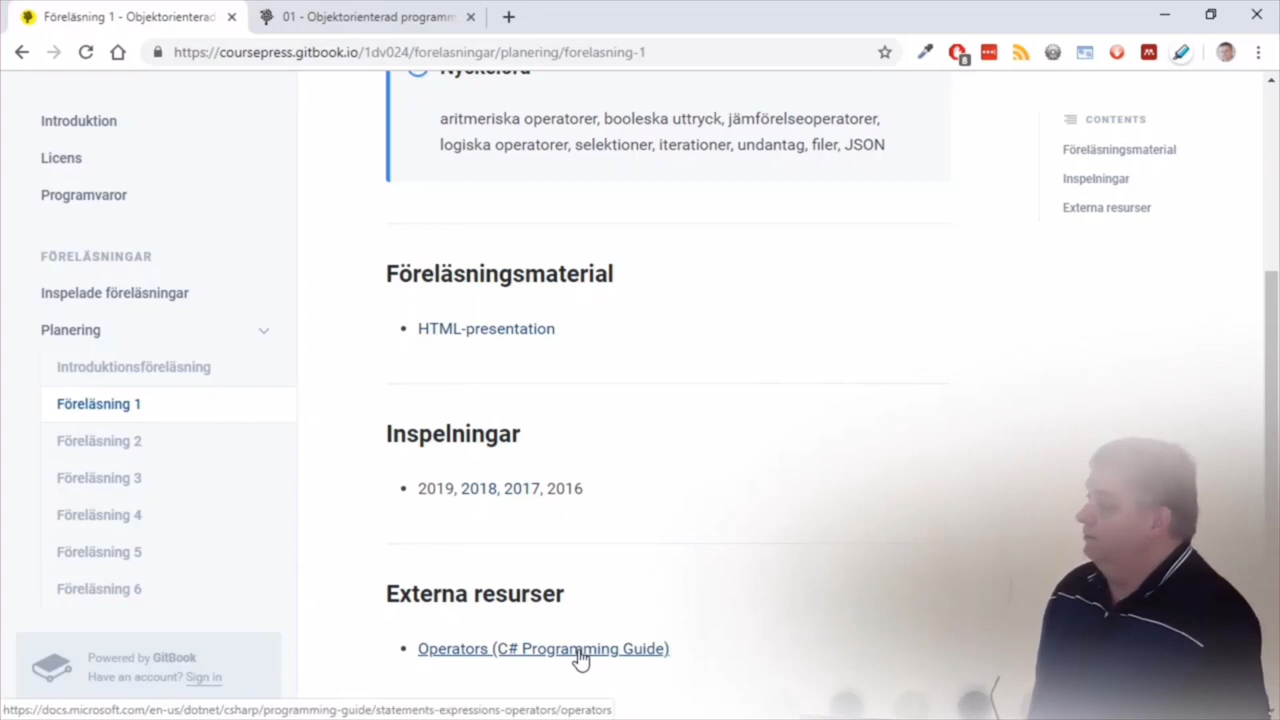 Föreläsning 1 - Objektorienterad
01 - Objektorienterad programm
https://coursepress.gitbook.io/1dv024/forelasningar/planering/forelasning-1
Introduktion
Licens
Programvaror
FÖRELÄSNINGAR
Inspelade föreläsningar
Planering
Introduktionsföreläsning
Föreläsning 1
Föreläsning 2
Föreläsning 3
Föreläsning 4
Föreläsning 5
Föreläsning 6
Powered by GitBook
Have an account? Sign in
Nyckelord
aritmeriska operatorer, booleska uttryck, jämförelseoperatorer,
logiska operatorer, selektioner, iterationer, undantag, filer, JSON
Föreläsningsmaterial
• HTML-presentation
Inspelningar
• 2019, 2018, 2017, 2016
Externa resurser
• Operators (C# Programming Guide)
CONTENTS
Föreläsningsmaterial
Inspelningar
Externa resurser
https://docs.microsoft.com/en-us/dotnet/csharp/programming-guide/statements-expressions-operators/operators